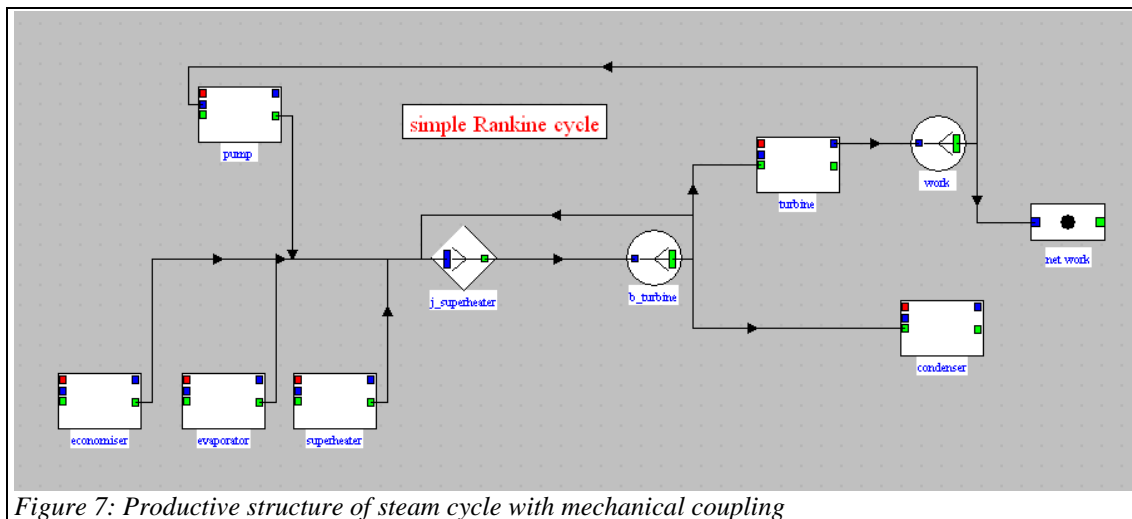 simple Rankine cycle
pump
turbine
work
net work
j_superheater
b_turbine
condenser
economiser
evaporator
superheater
Figure 7: Productive structure of steam cycle with mechanical coupling